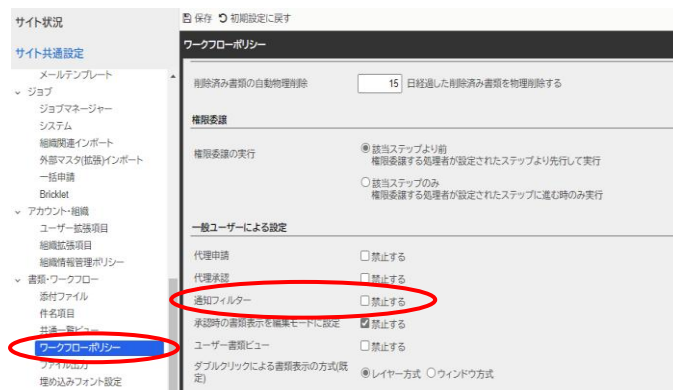 サイト状況
サイト共通設定
メールテンプレート
ジョブ
ジョブマネージャー
システム
組織関連インポート
外部マスタ(拡張)インポート
一括申請
Bricklet
アカウント・組織
ユーザー拡張項目
組織拡張項目
組織情報管理ポリシー
書類・ワークフロー
添付ファイル
件名項目
共通一覧ビュー
ワークフローポリシー
ファイル出力
埋め込みフォント設定
保存 初期設定に戻す
ワークフローポリシー
削除済み書類の自動物理削除 15 日経過した削除済み書類を物理削除する
権限委譲
権限委譲の実行 該当ステップより前
権限委譲する処理者が設定されたステップより先行して実行
該当ステップのみ
権限委譲する処理者が設定されたステップに進む時のみ実行
一般ユーザーによる設定
代理申請 禁止する
代理承認 禁止する
通知フィルター 禁止する
承認時の書類表示を編集モードに設定 禁止する
ユーザー書類ビュー 禁止する
ダブルクリックによる書類表示の方式(既
定) レイヤー方式 ウィンドウ方式